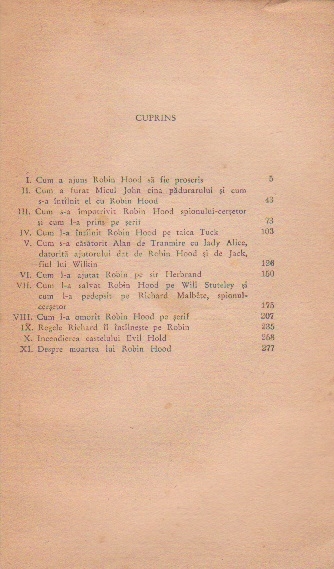 CUPRINS
I. Cum a ajuns Robin Hood să fie proscris 5
II. Cum a furat Micul John cina pădurarului și cum
s-a întîlnit el cu Robin Hood 43
III. Cum s-a împotrivit Robin Hood spionului-cerșetor
și cum l-a prins pe șerif 73
IV. Cum l-a întîlnit Robin Hood pe taica Tuck 103
V. Cum s-a căsătorit Alan de Tranmire cu lady Alice,
datorită ajutorului dat de Robin Hood și de Jack,
fiul lui Wilkin 126
VI. Cum l-a ajutat Robin pe sir Herbrand 150
VII. Cum l-a salvat Robin Hood pe Will Stuteley și
cum l-a pedepsit pe Richard Malbête, spionul-
cerșetor 175
VIII. Cum l-a omorît Robin Hood pe șerif 207
IX. Regele Richard îl întîlnește pe Robin 235
X. Incendierea castelului Evil Hold 258
XI. Despre moartea lui Robin Hood 277